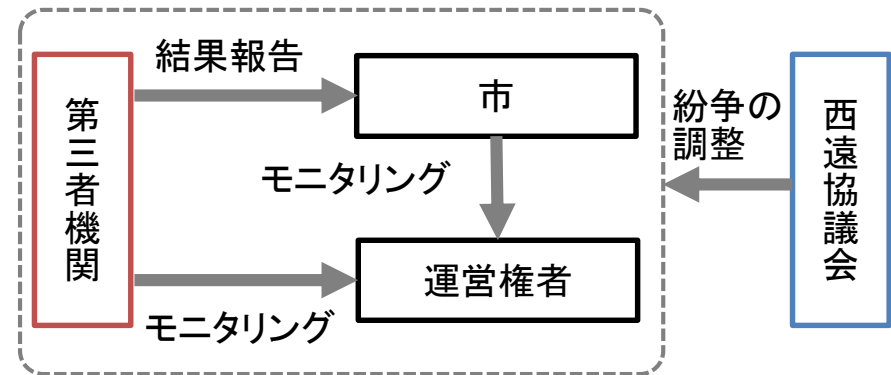 結果報告
市
第三者機関
モニタリング
運営権者
モニタリング
紛争の
調整
西遠協議会